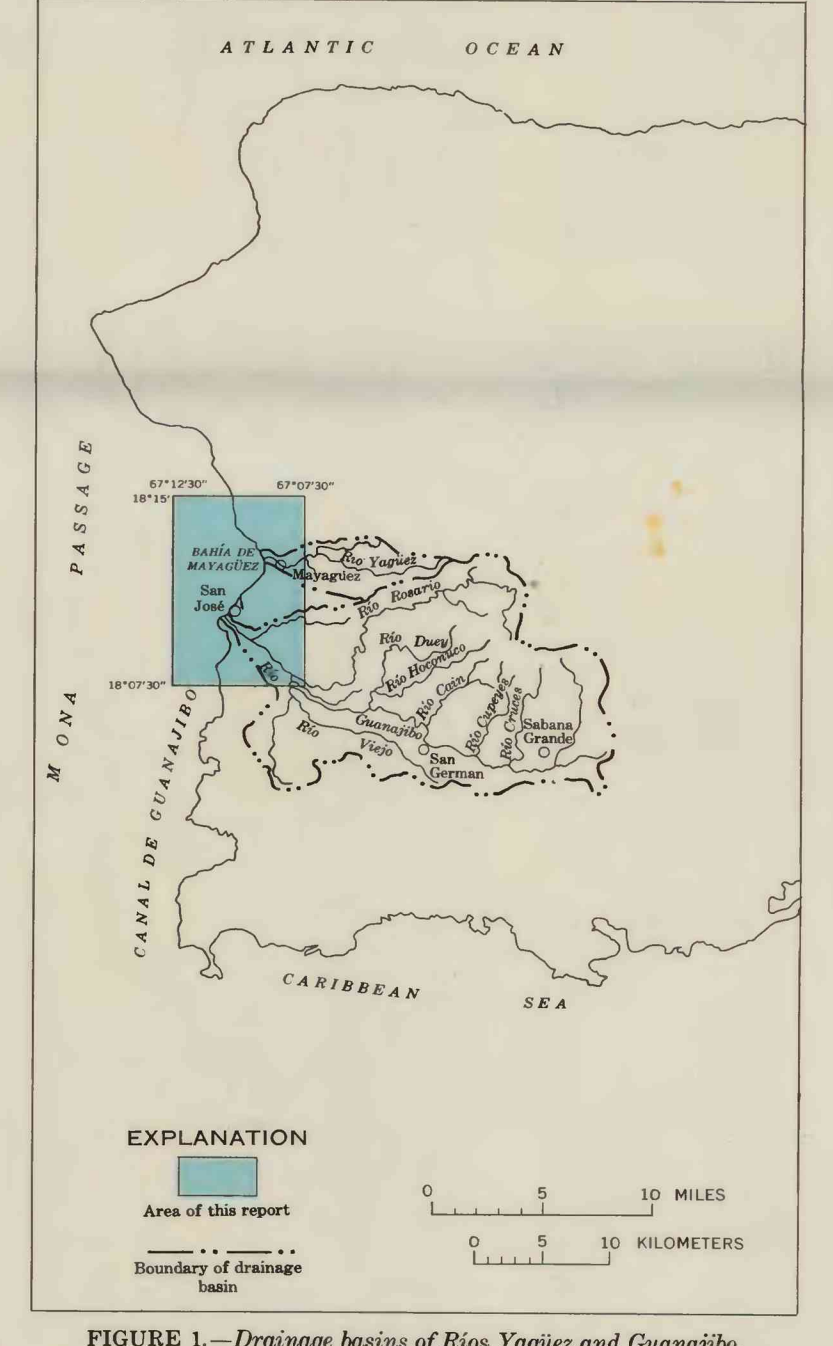 ATLANTIC OCEAN
MONA PASSAGE
67°12'30" 67°07'30"
18°15'
BAHÍA DE
MAYAGÜEZ
Mayagüez
Río Yagüez
San
José
Río Rosario
Río Duey
Río Hoconuco
Río Cain
Río Cupeyes
Río Cruces
Sabana
Grande
18°07'30"
Río Guanajibo
Río Viejo
San
German
CANAL DE GUANAJIBO
CARIBBEAN SEA
EXPLANATION
Area of this report
Boundary of drainage
basin
0 5 10 MILES
0 5 10 KILOMETERS
FIGURE 1.—Drainage basins of Ríos Yagüez and Guanajibo